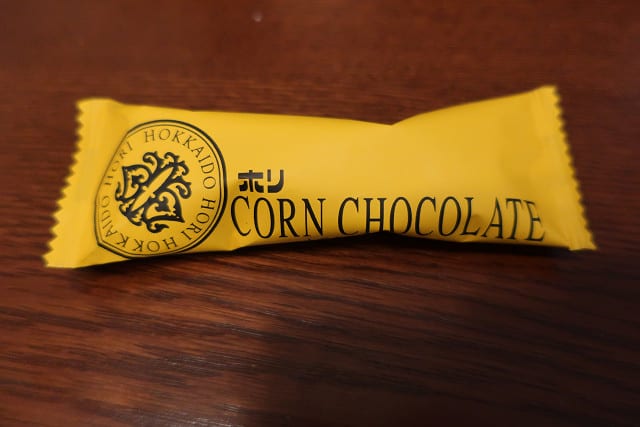 HOKKAIDO HORI HOKKAIDO HORI
ホリ
CORN CHOCOLATE